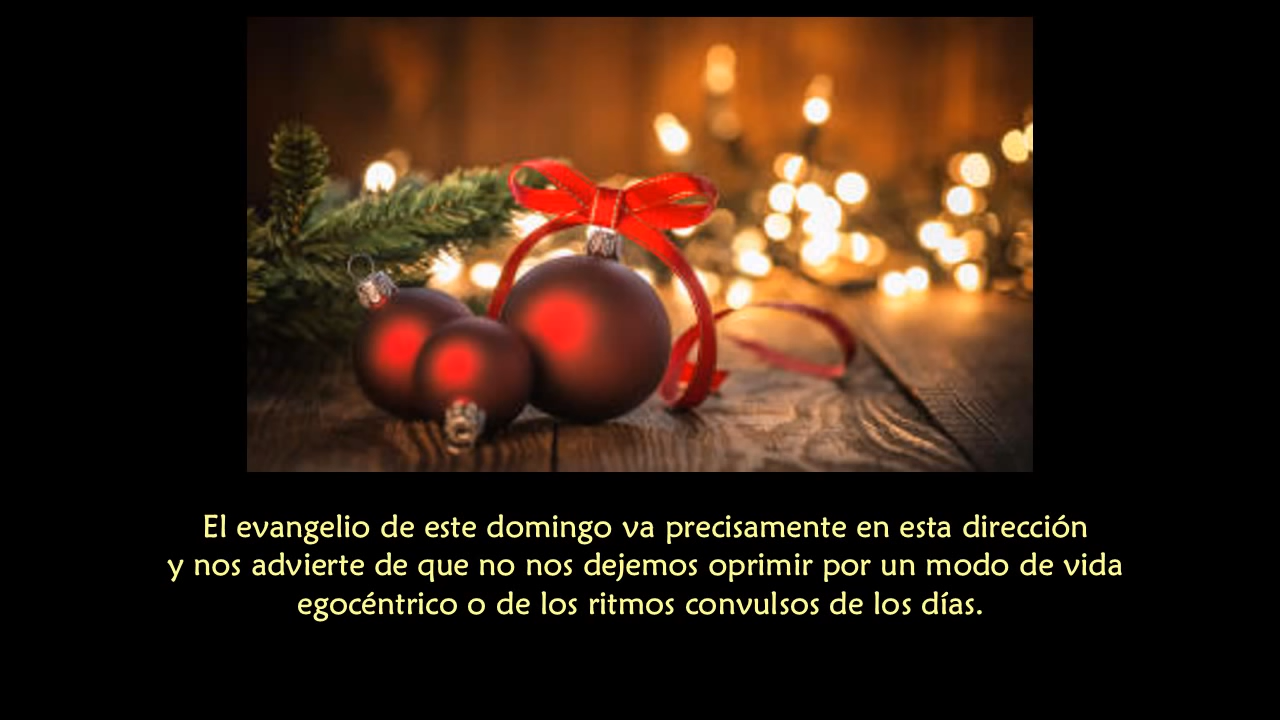 El evangelio de este domingo va precisamente en esta dirección
y nos advierte de que no nos dejemos oprimir por un modo de vida
egocéntrico o de los ritmos convulsos de los días.